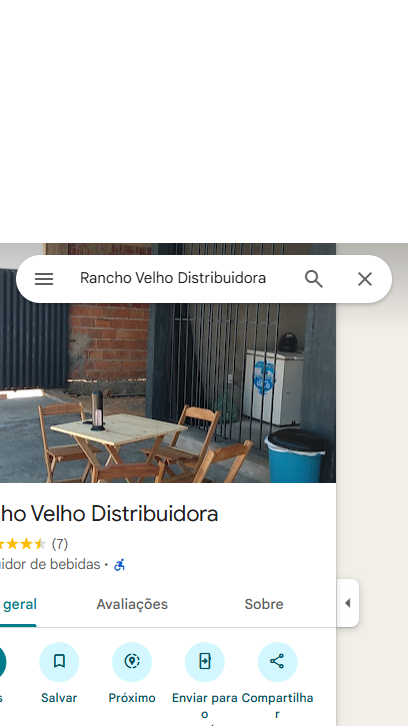 Rancho Velho Distribuidora
ho Velho Distribuidora
(7)
idor de bebidas ·
geral Avaliações Sobre
s Salvar Próximo Enviar para o Compartilhar